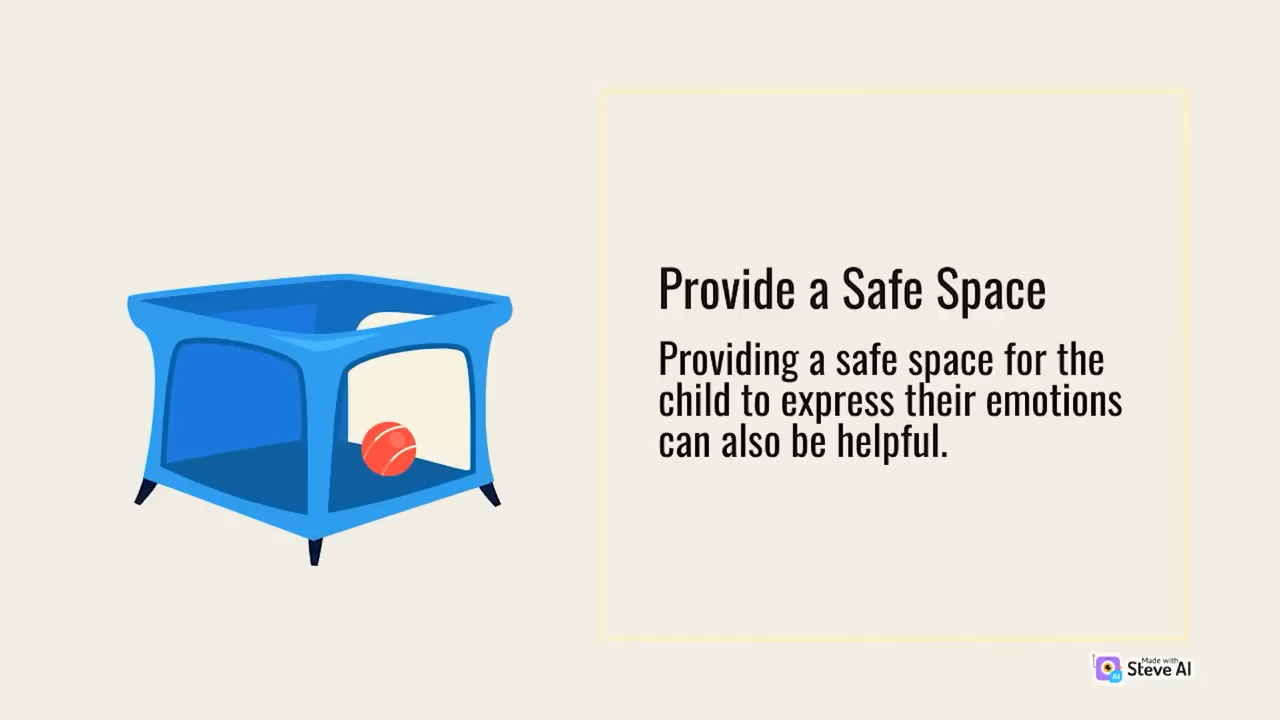 Provide a Safe Space
Providing a safe space for the
child to express their emotions
can also be helpful.
Made with
Steve AI
AI